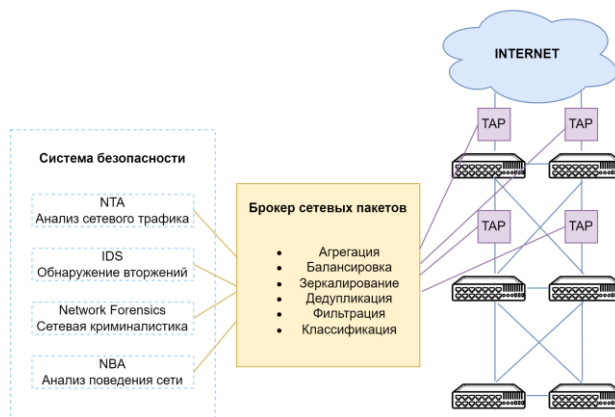 INTERNET
TAP
TAP
Система безопасности
NTA
Анализ сетевого трафика
IDS
Обнаружение вторжений
Network Forensics
Сетевая криминалистика
NBA
Анализ поведения сети
Брокер сетевых пакетов
• Агрегация
• Балансировка
• Зеркалирование
• Дедупликация
• Фильтрация
• Классификация
TAP
TAP